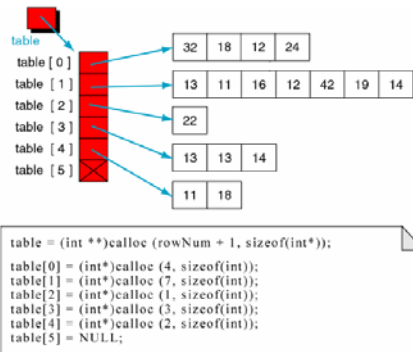 table
table [ 0 ] 32 18 12 24
table [ 1 ] 13 11 16 12 42 19 14
table [ 2 ] 22
table [ 3 ] 13 13 14
table [ 4 ] 11 18
table [ 5 ]
table = (int **)calloc (rowNum + 1, sizeof(int*));
table[0] = (int*)calloc (4, sizeof(int));
table[1] = (int*)calloc (7, sizeof(int));
table[2] = (int*)calloc (1, sizeof(int));
table[3] = (int*)calloc (3, sizeof(int));
table[4] = (int*)calloc (2, sizeof(int));
table[5] = NULL;